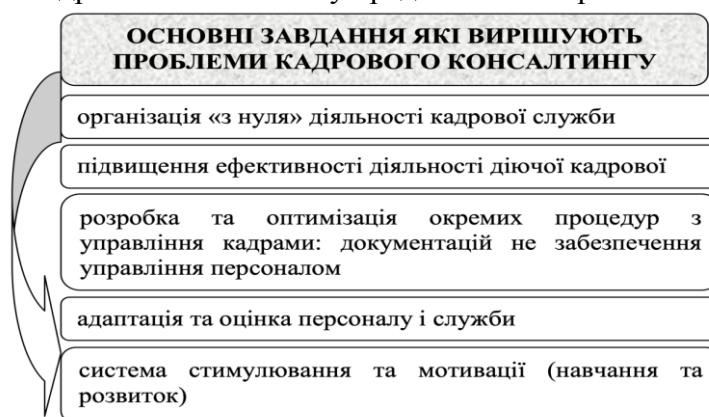 ОСНОВНІ ЗАВДАННЯ ЯКІ ВИРІШУЮТЬ
ПРОБЛЕМИ КАДРОВОГО КОНСАЛТИНГУ
організація «з нуля» діяльності кадрової служби
підвищення ефективності діяльності діючої кадрової
розробка та оптимізація окремих процедур з
управління кадрами: документацій не забезпечення
управління персоналом
адаптація та оцінка персоналу і служби
система стимулювання та мотивації (навчання та
розвиток)